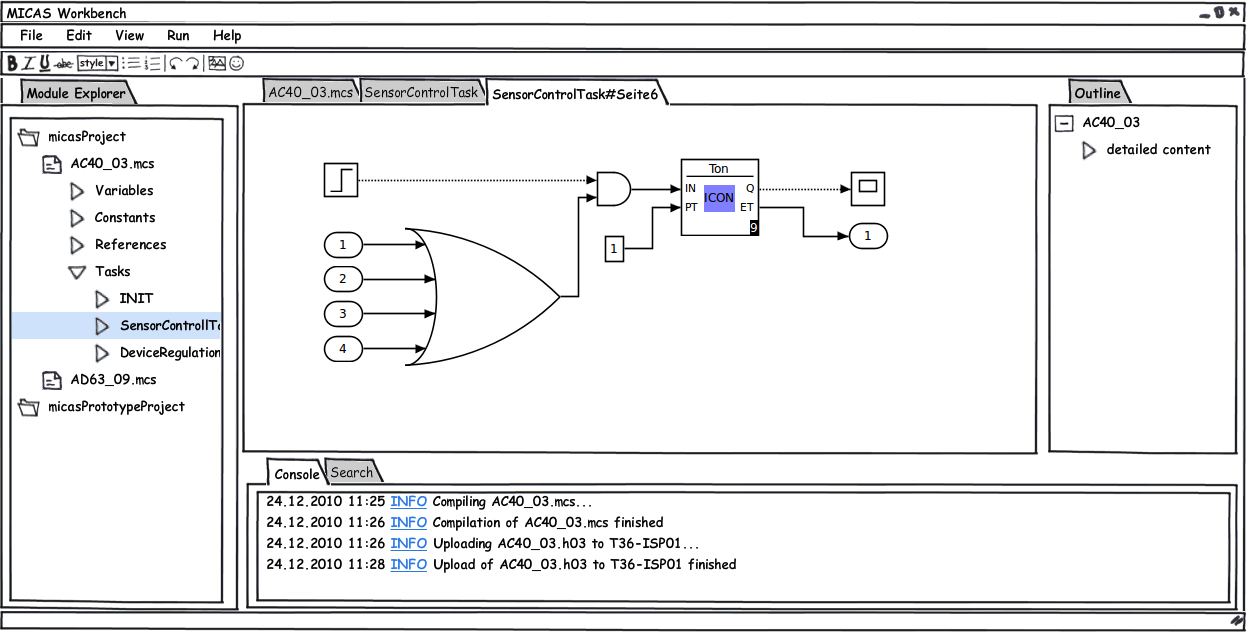 MICAS Workbench
File Edit View Run Help
B I U abc style
Module Explorer
micasProject
AC40_03.mcs
Variables
Constants
References
Tasks
INIT
SensorControllTa
DeviceRegulation
AD63_09.mcs
micasPrototypeProject
AC40_03.mcs SensorControlTask SensorControlTask#Seite6
1
2
3
4
1
Ton
IN Q
ICON
PT ET
9
1
Outline
AC40_03
detailed content
Console Search
24.12.2010 11:25 INFO Compiling AC40_03.mcs...
24.12.2010 11:26 INFO Compilation of AC40_03.mcs finished
24.12.2010 11:26 INFO Uploading AC40_03.h03 to T36-ISP01...
24.12.2010 11:28 INFO Upload of AC40_03.h03 to T36-ISP01 finished